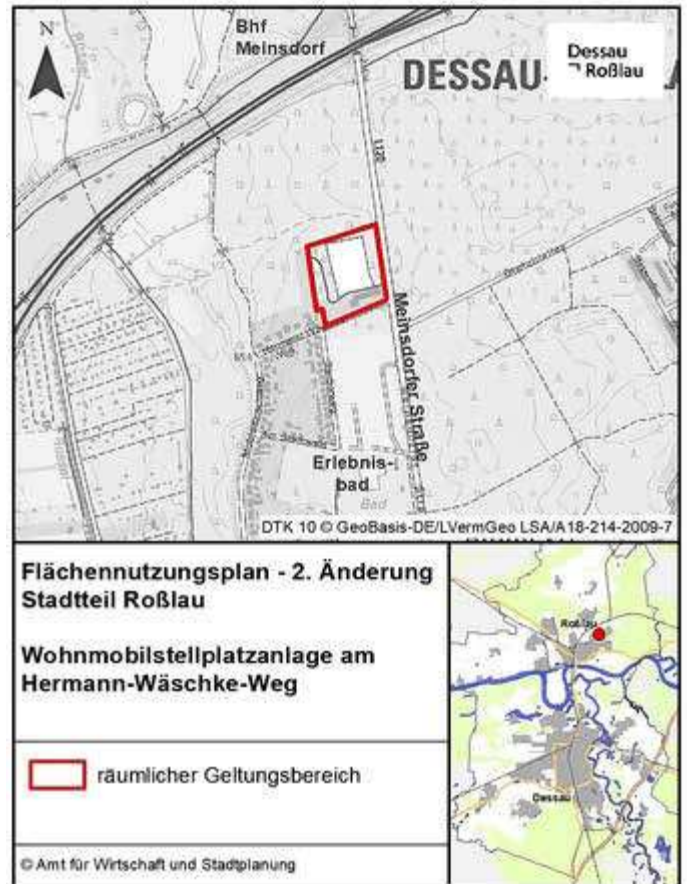 N
Bhf
Meinsdorf
DESSAU
Dessau
Roßlau
L120
Meinsdorfer Straße
Erlebnis-
bad
Bad
DTK 10 © GeoBasis-DE/LVermGeo LSA/A18-214-2009-7
Flächennutzungsplan - 2. Änderung
Stadtteil Roßlau
Wohnmobilstellplatzanlage am
Hermann-Wäschke-Weg
räumlicher Geltungsbereich
© Amt für Wirtschaft und Stadtplanung
Roßlau
Dessau